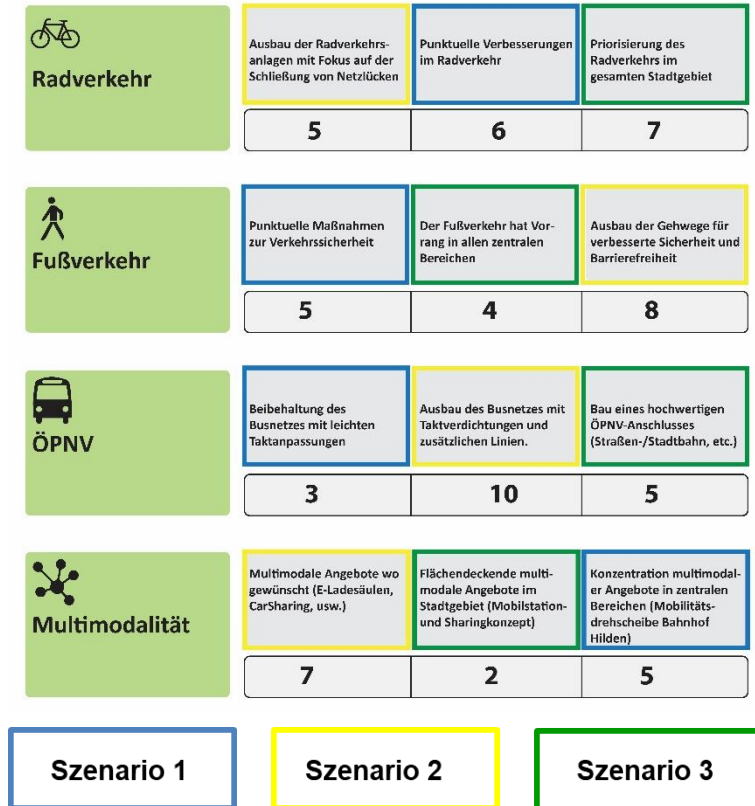 Radverkehr
Ausbau der Radverkehrs-
anlagen mit Fokus auf der
Schließung von Netzlücken
Punktuelle Verbesserungen
im Radverkehr
Priorisierung des
Radverkehrs im
gesamten Stadtgebiet
5
6
7
Fußverkehr
Punktuelle Maßnahmen
zur Verkehrssicherheit
Der Fußverkehr hat Vor-
rang in allen zentralen
Bereichen
Ausbau der Gehwege für
verbesserte Sicherheit und
Barrierefreiheit
5
4
8
ÖPNV
Beibehaltung des
Busnetzes mit leichten
Taktanpassungen
Ausbau des Busnetzes mit
Taktverdichtungen und
zusätzlichen Linien.
Bau eines hochwertigen
ÖPNV-Anschlusses
(Straßen-/Stadtbahn, etc.)
3
10
5
Multimodalität
Multimodale Angebote wo
gewünscht (E-Ladesäulen,
CarSharing, usw.)
Flächendeckende multi-
modale Angebote im
Stadtgebiet (Mobilstation-
und Sharingkonzept)
Konzentration multimodal-
er Angebote in zentralen
Bereichen (Mobilitäts-
drehscheibe Bahnhof
Hilden)
7
2
5
Szenario 1
Szenario 2
Szenario 3